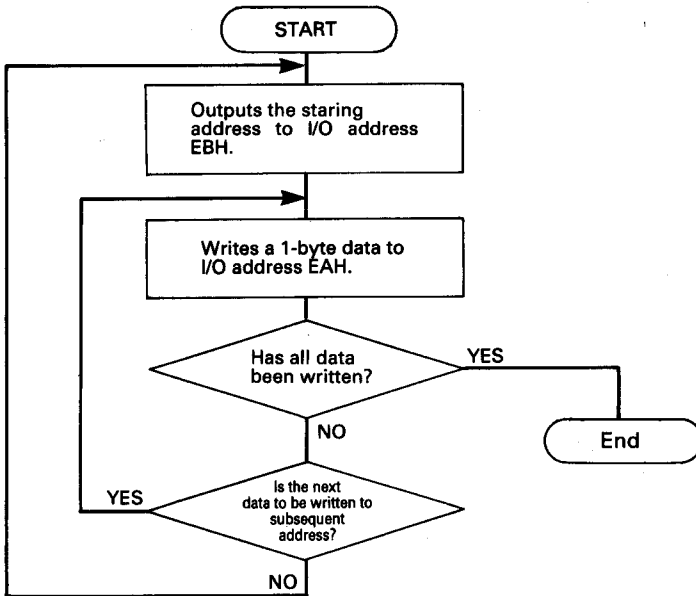 START
Outputs the staring
address to I/O address
EBH.
Writes a 1-byte data to
I/O address EAH.
Has all data
been written?
YES
NO
End
Is the next
data to be written to
subsequent
address?
YES
NO